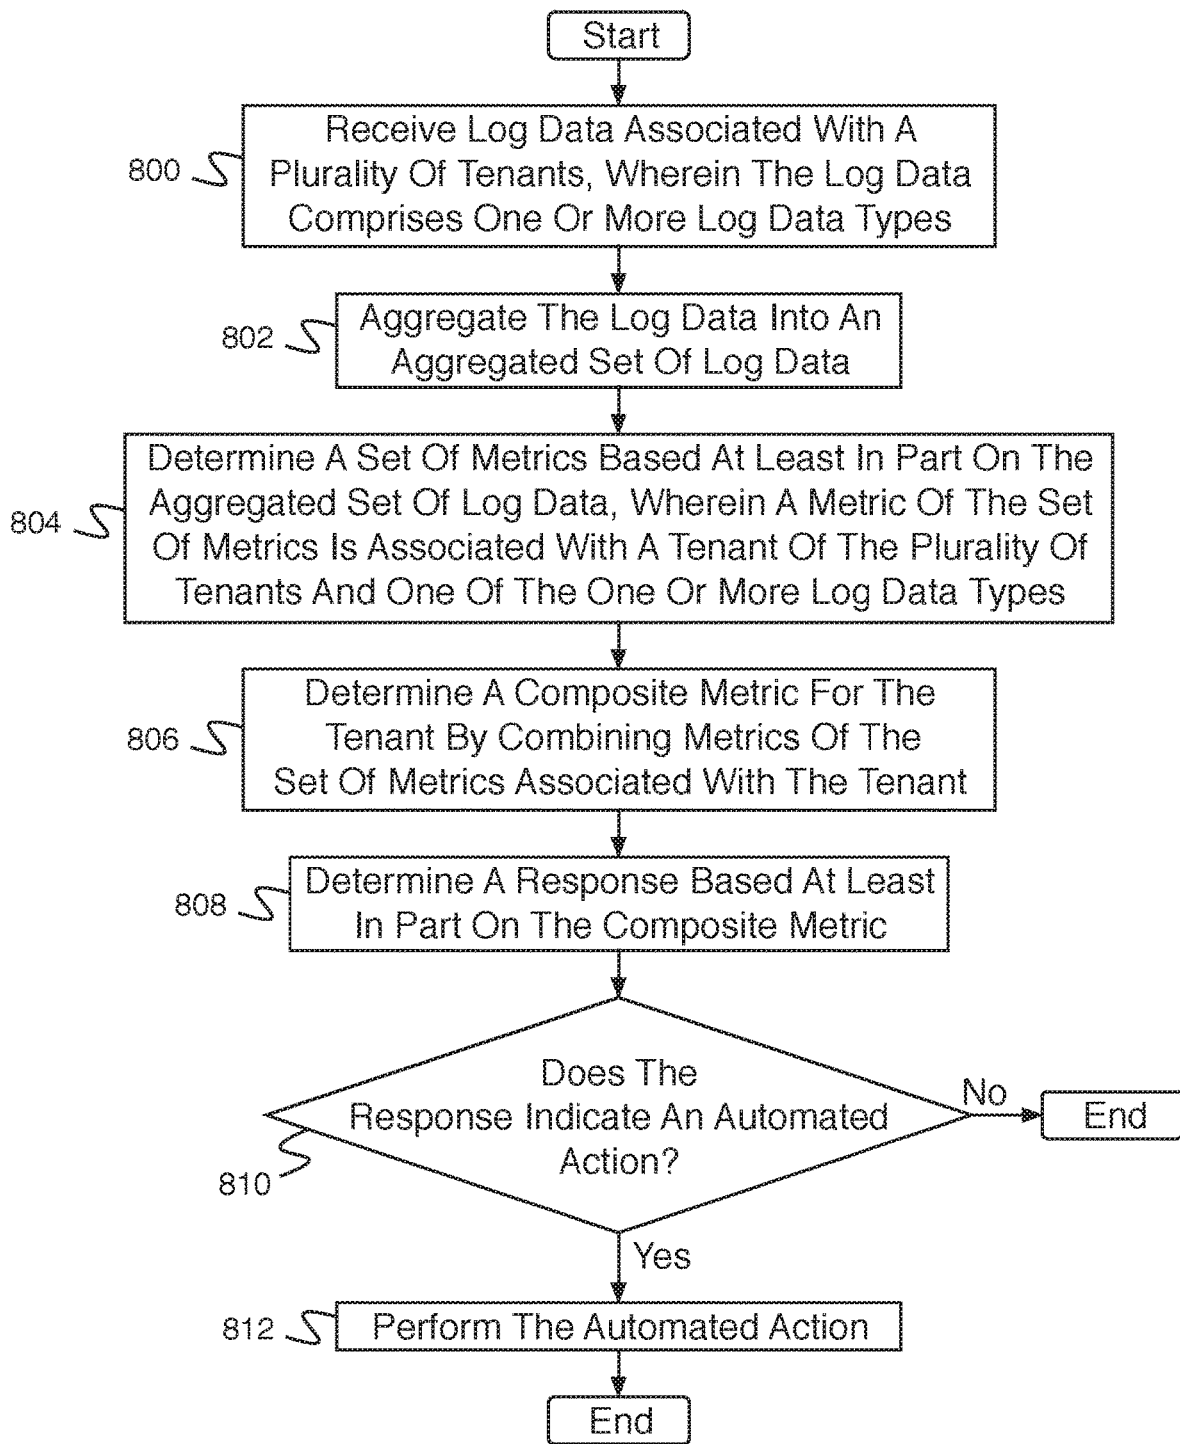 Start
800
Receive Log Data Associated With A
Plurality Of Tenants, Wherein The Log Data
Comprises One Or More Log Data Types
802
Aggregate The Log Data Into An
Aggregated Set Of Log Data
804
Determine A Set Of Metrics Based At Least In Part On The
Aggregated Set Of Log Data, Wherein A Metric Of The Set
Of Metrics Is Associated With A Tenant Of The Plurality Of
Tenants And One Of The One Or More Log Data Types
806
Determine A Composite Metric For The
Tenant By Combining Metrics Of The
Set Of Metrics Associated With The Tenant
808
Determine A Response Based At Least
In Part On The Composite Metric
810
Does The
Response Indicate An Automated
Action?
No
End
Yes
812
Perform The Automated Action
End